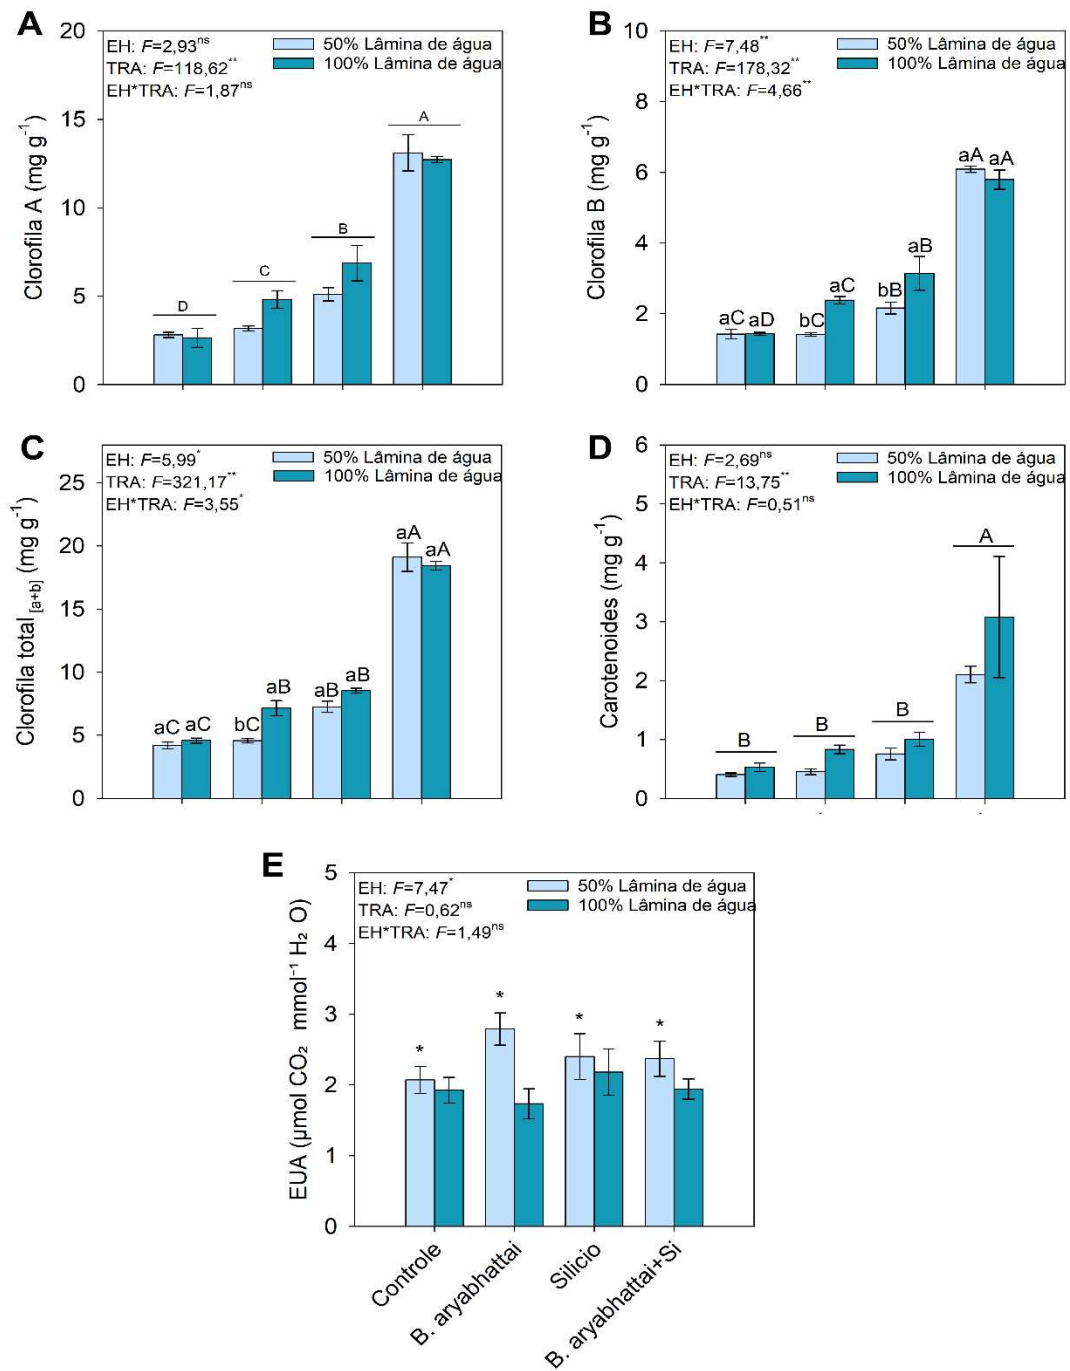 A
Clorofila A (mg g⁻¹)
20
15
10
5
0
EH: F=2,93ns
TRA: F=118,62**
EH*TRA: F=1,87ns
50% Lâmina de água
100% Lâmina de água
D
C
B
A
B
Clorofila B (mg g⁻¹)
10
8
6
4
2
0
EH: F=7,48**
TRA: F=178,32**
EH*TRA: F=4,66**
50% Lâmina de água
100% Lâmina de água
aC aD
bC
aC
bB
aB
aA aA
C
Clorofila total [a+b] (mg g⁻¹)
25
20
15
10
5
0
EH: F=5,99*
TRA: F=321,17**
EH*TRA: F=3,55*
50% Lâmina de água
100% Lâmina de água
aC aC
bC
aB
aB aB
aA aA
D
Carotenoides (mg g⁻¹)
6
5
4
3
2
1
0
EH: F=2,69ns
TRA: F=13,75**
EH*TRA: F=0,51ns
50% Lâmina de água
100% Lâmina de água
B
B
B
A
E
EUA (μmol CO₂ mmol⁻¹ H₂ O)
5
4
3
2
1
0
EH: F=7,47*
TRA: F=0,62ns
EH*TRA: F=1,49ns
50% Lâmina de água
100% Lâmina de água
*
*
*
*
Controle
B. aryabhattai
Silicio
B. aryabhattai+Si